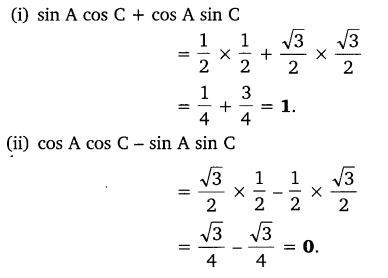 (i) sin A cos C + cos A sin C
= 1/2 × 1/2 + √3/2 × √3/2
= 1/4 + 3/4 = 1.
(ii) cos A cos C – sin A sin C
= √3/2 × 1/2 – 1/2 × √3/2
= √3/4 – √3/4 = 0.